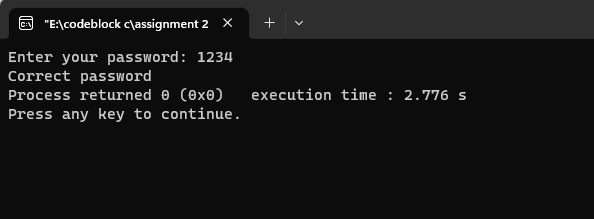 "E:\codeblock c\assignment 2
Enter your password: 1234
Correct password
Process returned 0 (0x0)   execution time : 2.776 s
Press any key to continue.